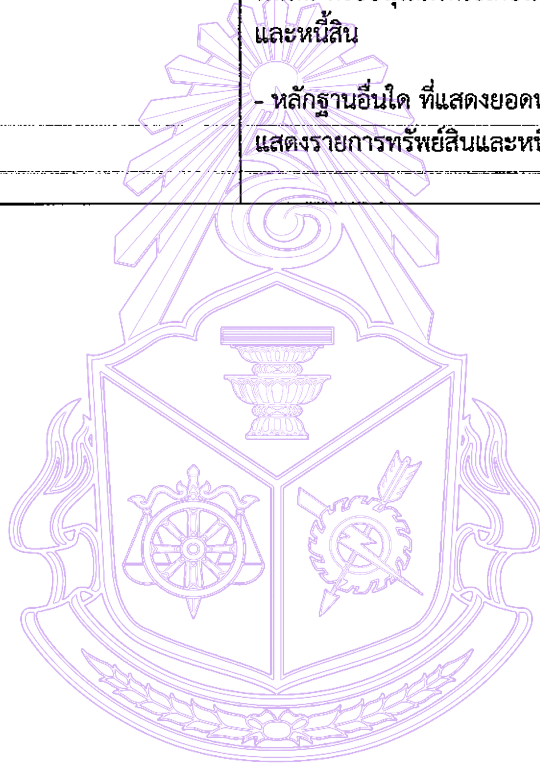 และหนี้สิน
- หลักฐานอื่นใด ที่แสดงยอด
แสดงรายการทรัพย์สินและหนี้